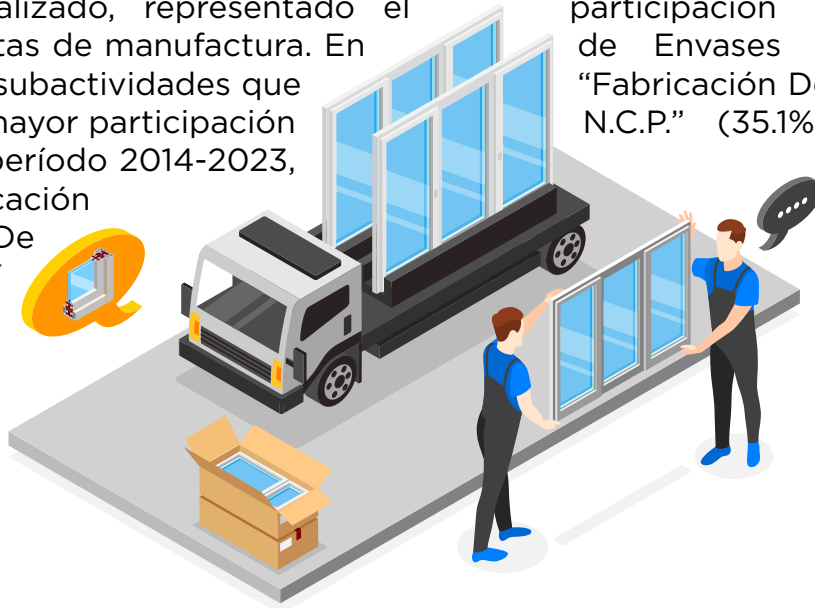 alizado, representado el
tas de manufactura. En
subactividades que
mayor participación
período 2014-2023,
cación
De
participación
de Envases
“Fabricación De
N.C.P.” (35.1%